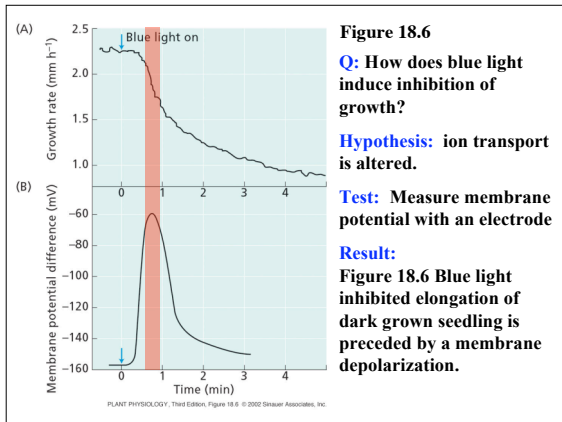 (A)
Growth rate (mm h⁻¹)
2.5
2.0
1.5
1.0
Blue light on
0 1 2 3 4
(B)
Membrane potential difference (mV)
–60
–80
–100
–120
–140
–160
0 1 2 3 4
Time (min)
PLANT PHYSIOLOGY, Third Edition, Figure 18.6 © 2002 Sinauer Associates, Inc.
Figure 18.6
Q: How does blue light
induce inhibition of
growth?
Hypothesis: ion transport
is altered.
Test: Measure membrane
potential with an electrode
Result:
Figure 18.6 Blue light
inhibited elongation of
dark grown seedling is
preceded by a membrane
depolarization.